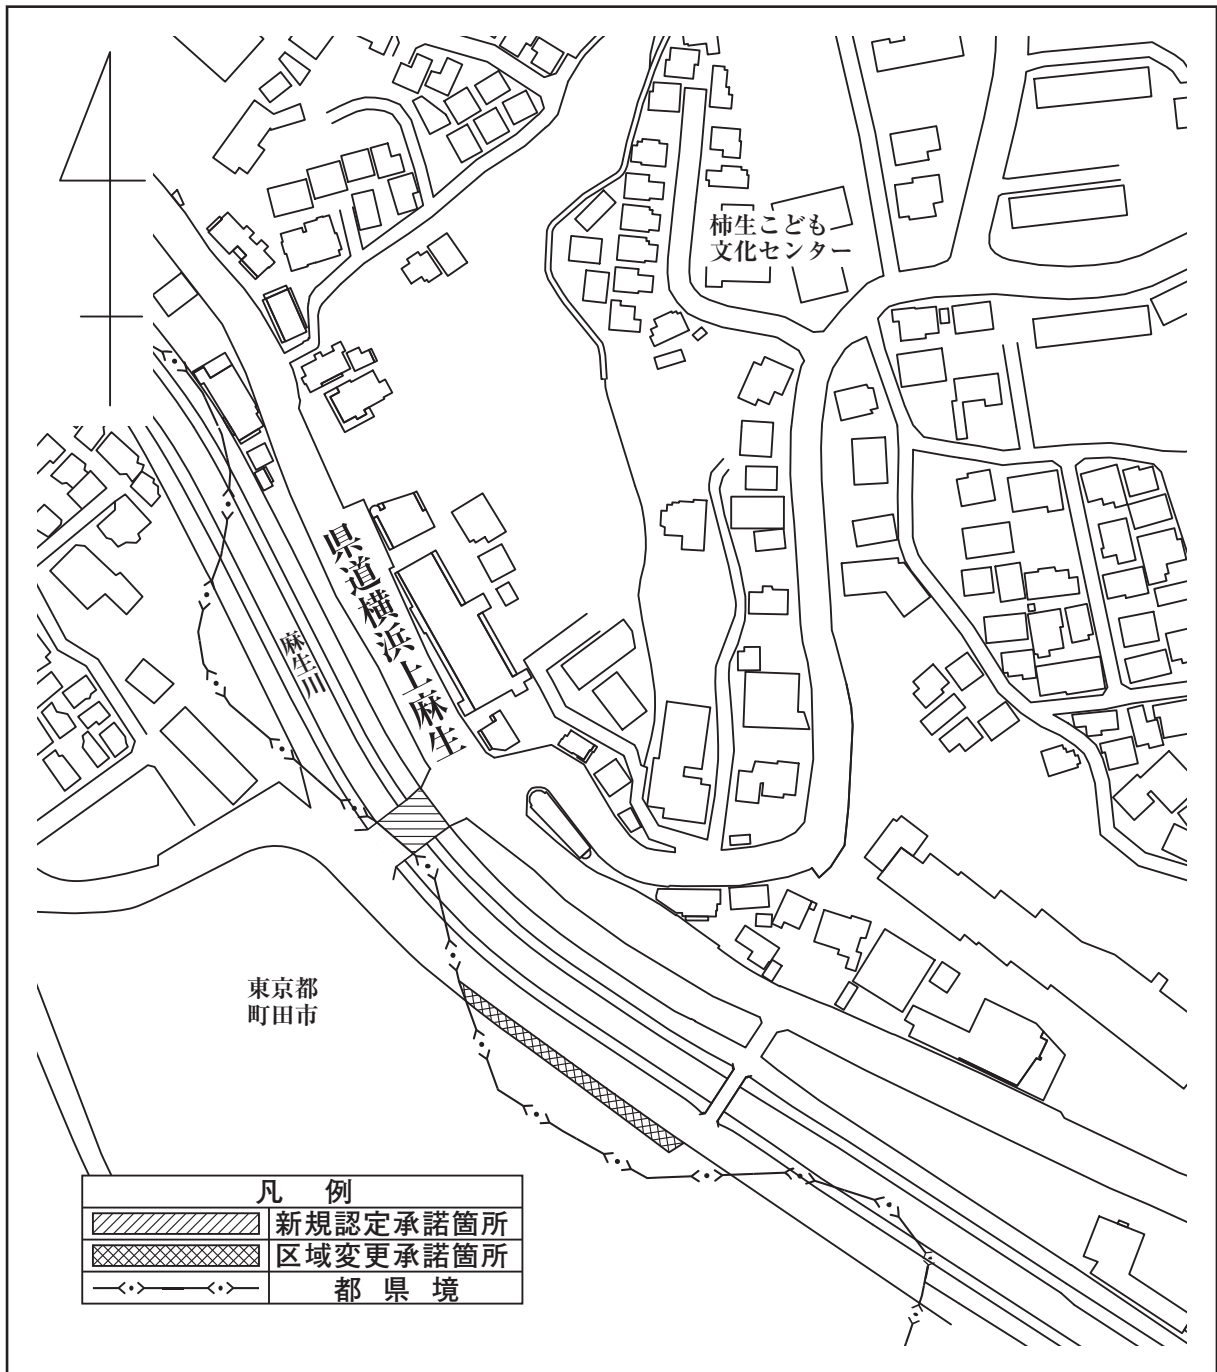 柿生こども
文化センター
県道横浜上麻生
麻生川
東京都
町田市
凡 例
新規認定承諾箇所
区域変更承諾箇所
都 県 境